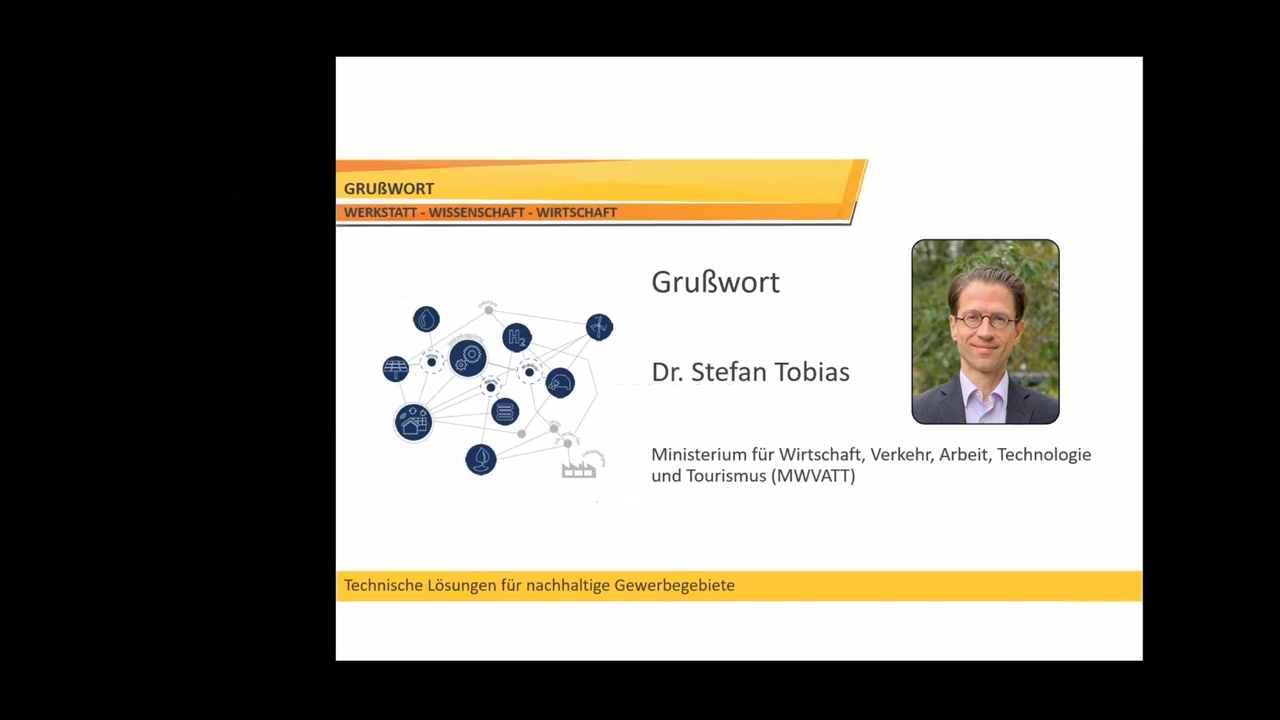 GRUßWORT
WERKSTATT - WISSENSCHAFT - WIRTSCHAFT
Grußwort
Dr. Stefan Tobias
Ministerium für Wirtschaft, Verkehr, Arbeit, Technologie
und Tourismus (MWVATT)
H2
Technische Lösungen für nachhaltige Gewerbegebiete